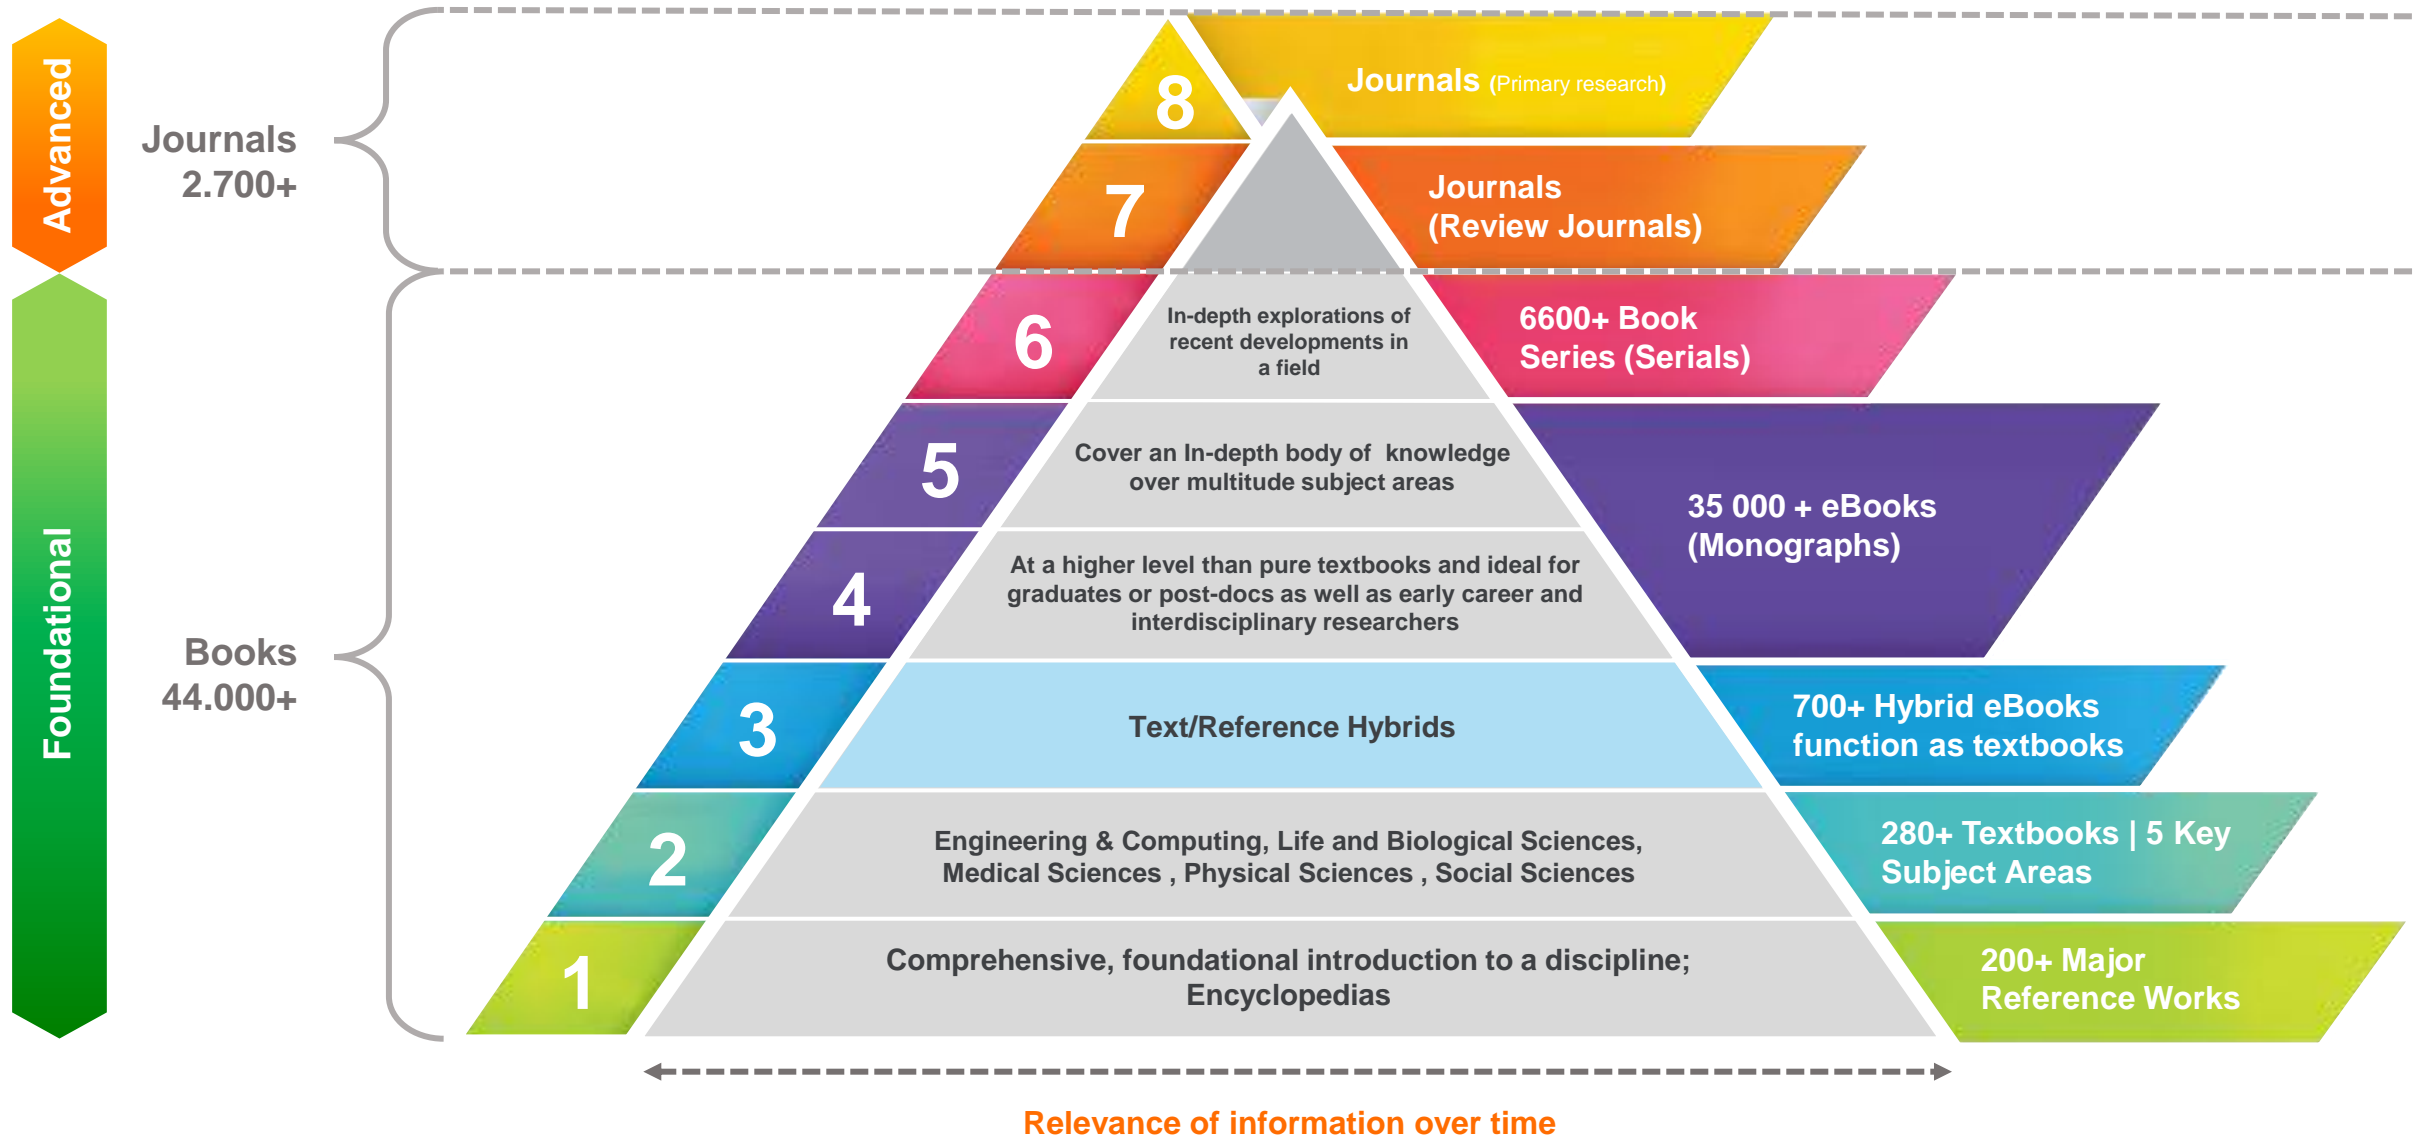 Advanced
Journals
2.700+
Foundational
Books
44.000+
8
Journals (Primary research)
7
Journals
(Review Journals)
6
In-depth explorations of
recent developments in
a field
6600+ Book
Series (Serials)
5
Cover an In-depth body of knowledge
over multitude subject areas
4
At a higher level than pure textbooks and ideal for
graduates or post-docs as well as early career and
interdisciplinary researchers
35 000 + eBooks
(Monographs)
3
Text/Reference Hybrids
700+ Hybrid eBooks
function as textbooks
2
Engineering & Computing, Life and Biological Sciences,
Medical Sciences , Physical Sciences , Social Sciences
280+ Textbooks | 5 Key
Subject Areas
1
Comprehensive, foundational introduction to a discipline;
Encyclopedias
200+ Major
Reference Works
Relevance of information over time